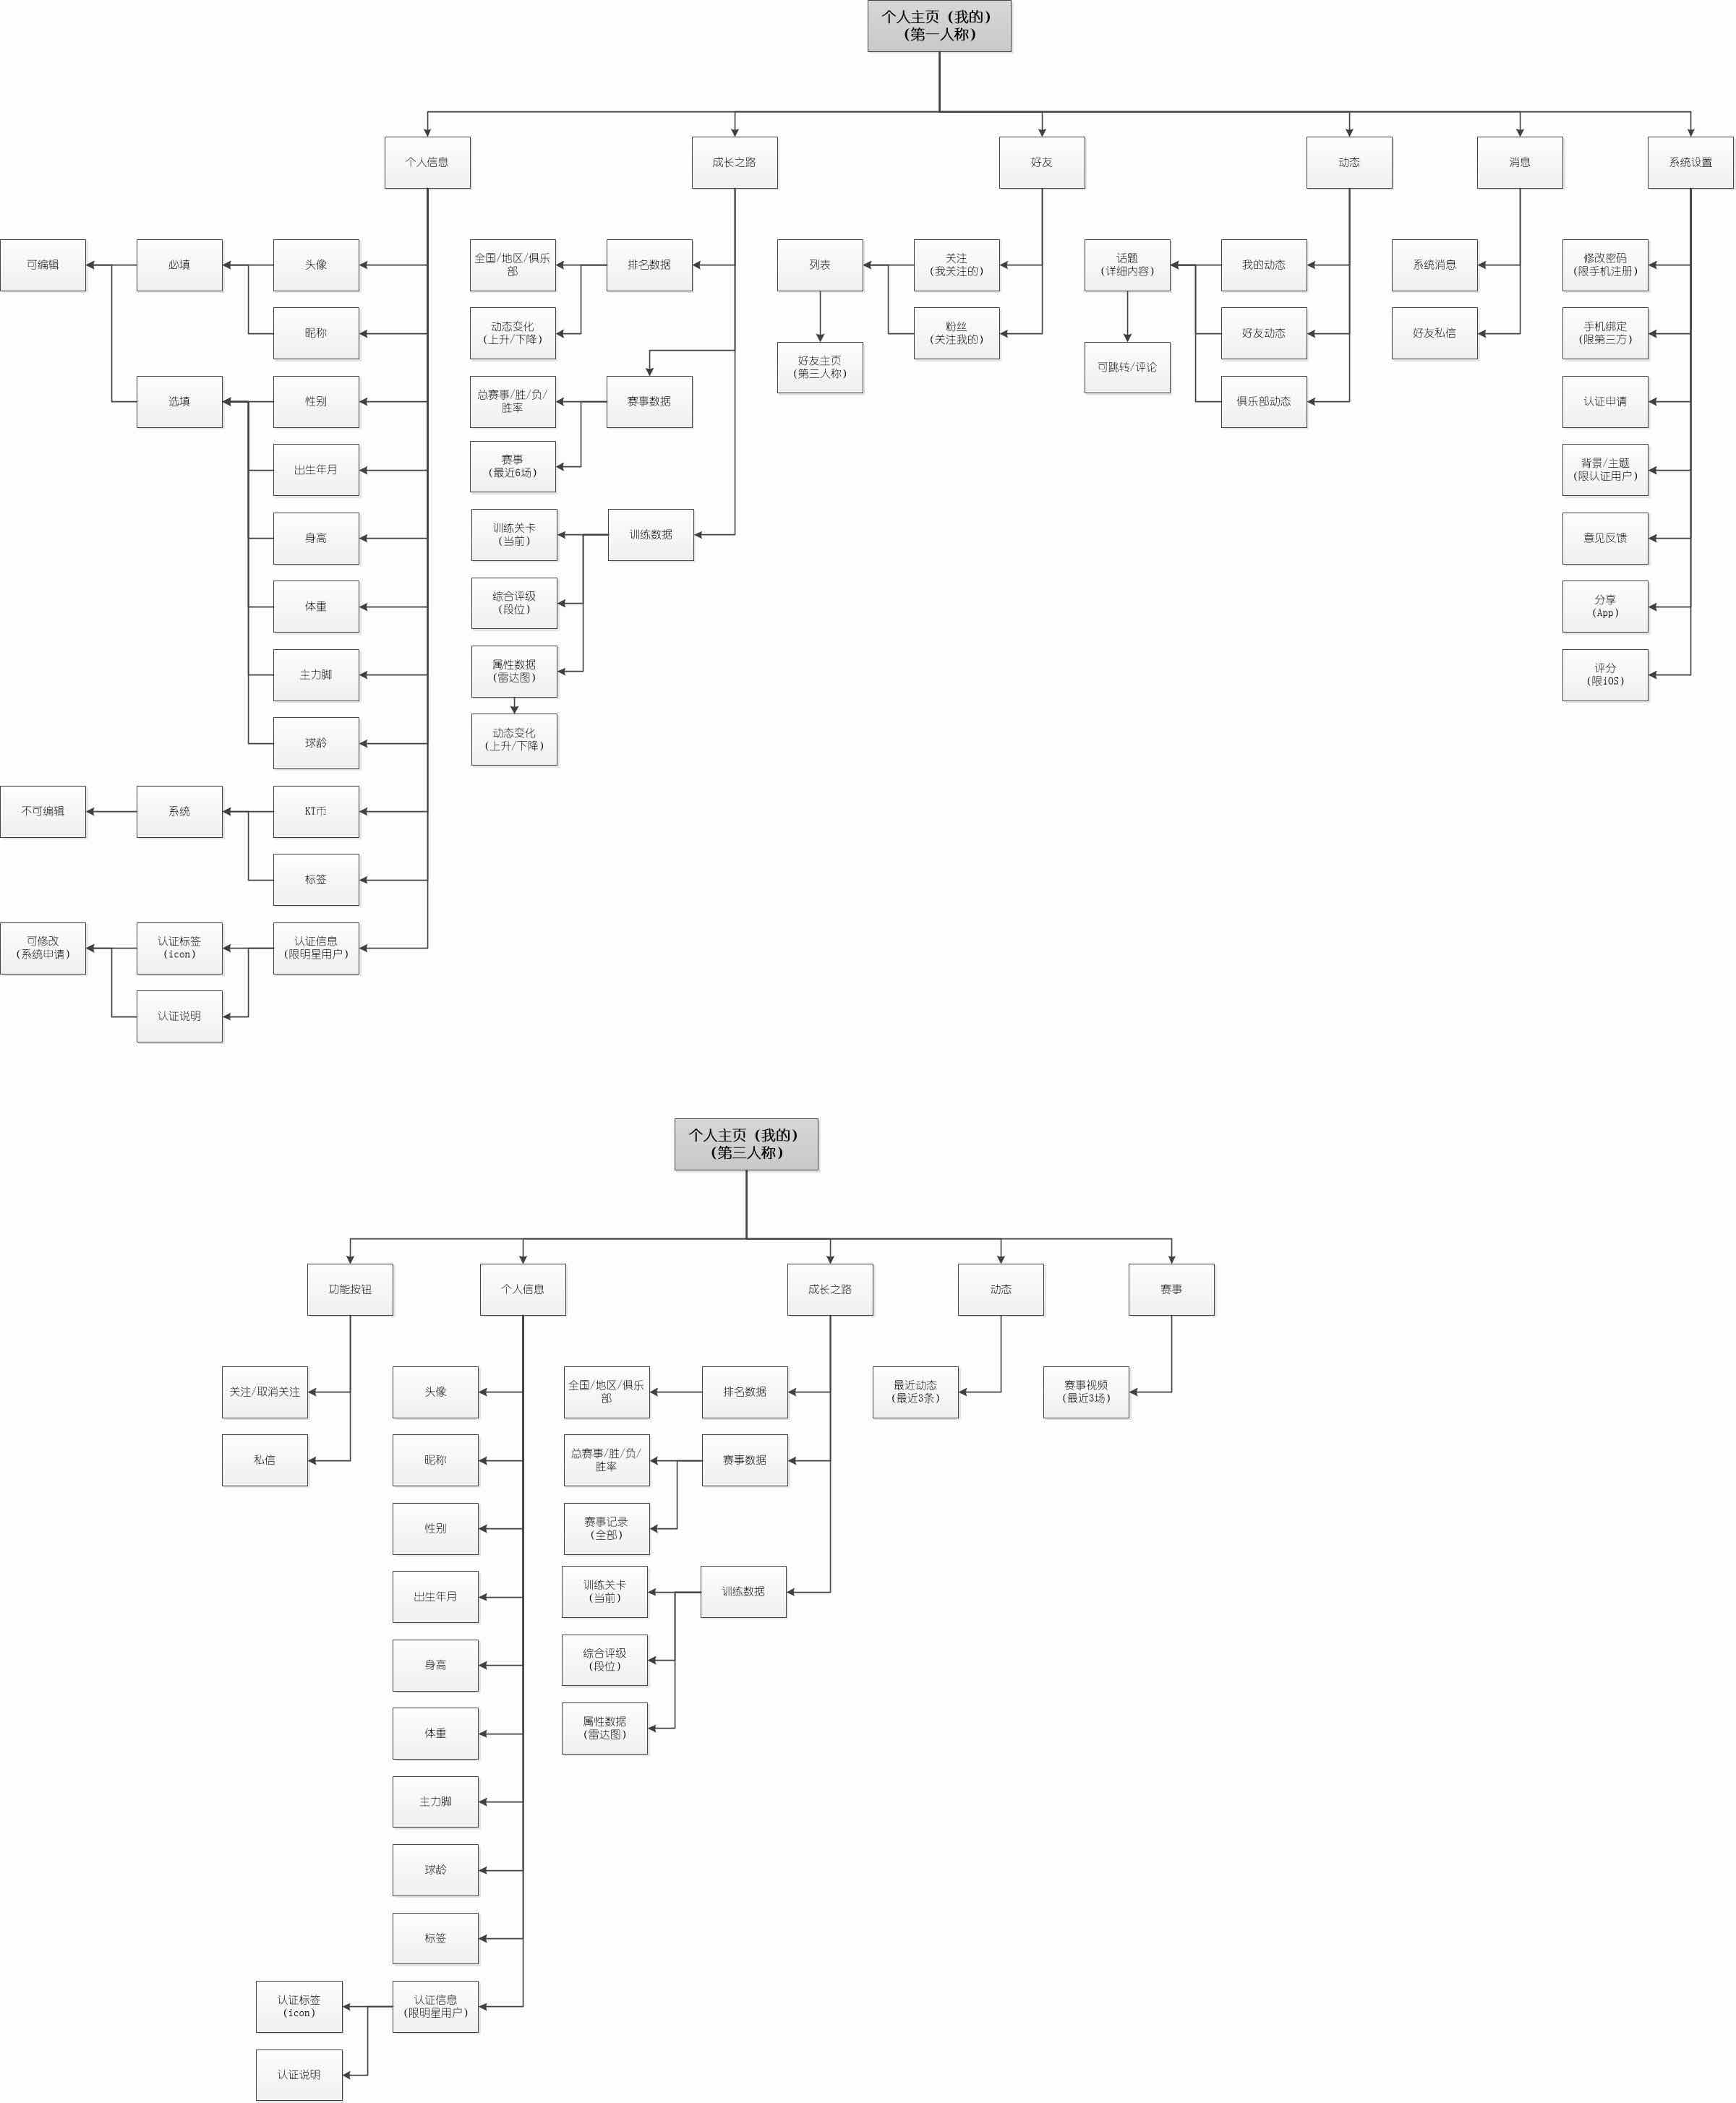 个人主页（我的）
（第一人称）
个人信息
成长之路
好友
动态
消息
系统设置
可编辑
必填
头像
全国/地区/俱乐
部
排名数据
列表
关注
（我关注的）
话题
（详细内容）
我的动态
系统消息
修改密码
（限手机注册）
昵称
动态变化
（上升/下降）
粉丝
（关注我的）
好友动态
好友私信
手机绑定
（限第三方）
好友主页
（第三人称）
可跳转/评论
选填
性别
总赛事/胜/负/
胜率
赛事数据
俱乐部动态
认证申请
出生年月
赛事
（最近6场）
背景/主题
（限认证用户）
身高
训练关卡
（当前）
训练数据
意见反馈
体重
综合评级
（段位）
分享
（App）
主力脚
属性数据
（雷达图）
评分
（限iOS）
球龄
动态变化
（上升/下降）
不可编辑
系统
KT币
标签
可修改
（系统申请）
认证标签
（icon）
认证信息
（限明星用户）
认证说明
个人主页（我的）
（第三人称）
功能按钮
个人信息
成长之路
动态
赛事
关注/取消关注
头像
全国/地区/俱乐
部
排名数据
最近动态
（最近3条）
赛事视频
（最近3场）
私信
昵称
总赛事/胜/负/
胜率
赛事数据
性别
赛事记录
（全部）
出生年月
训练关卡
（当前）
训练数据
身高
综合评级
（段位）
体重
属性数据
（雷达图）
主力脚
球龄
标签
认证标签
（icon）
认证信息
（限明星用户）
认证说明